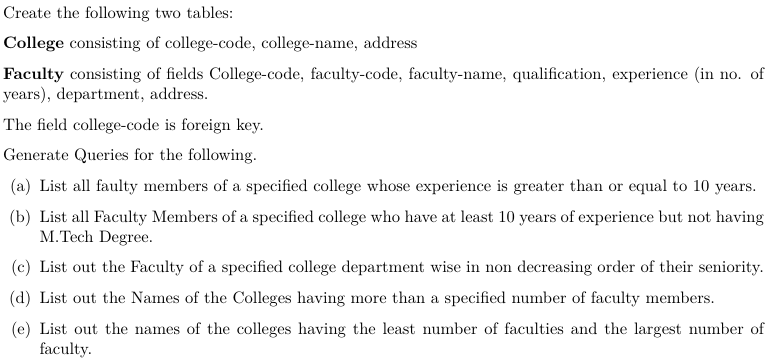 Create the following two tables:
College consisting of college-code, college-name, address
Faculty consisting of fields College-code, faculty-code, faculty-name, qualification, experience (in no. of
years), department, address.
The field college-code is foreign key.
Generate Queries for the following.
(a) List all faulty members of a specified college whose experience is greater than or equal to 10 years.
(b) List all Faculty Members of a specified college who have at least 10 years of experience but not having
M.Tech Degree.
(c) List out the Faculty of a specified college department wise in non decreasing order of their seniority.
(d) List out the Names of the Colleges having more than a specified number of faculty members.
(e) List out the names of the colleges having the least number of faculties and the largest number of
faculty.